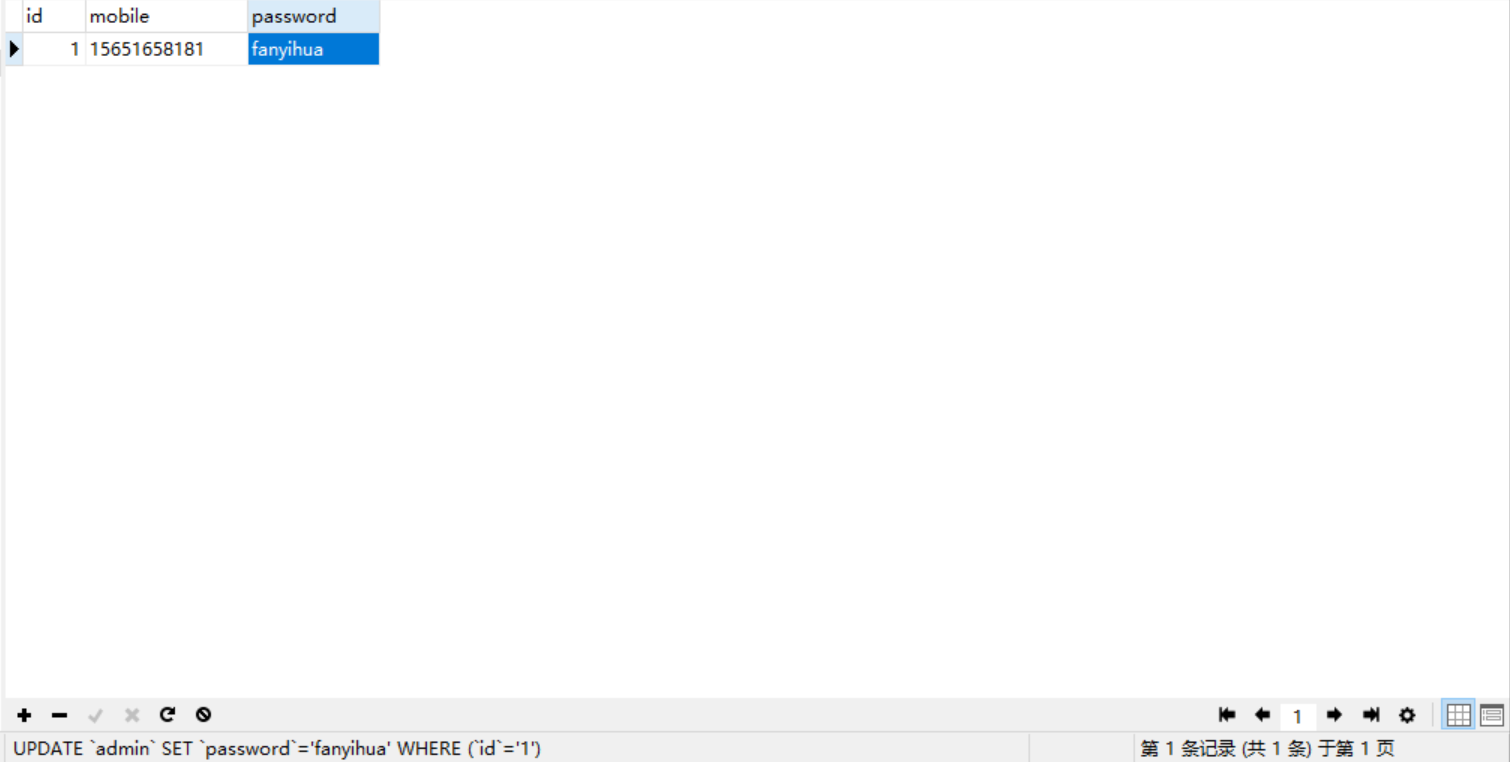 id mobile password
1 15651658181 fanyihua
1
UPDATE `admin` SET `password`='fanyihua' WHERE (`id`='1') 第 1 条记录 (共 1 条) 于第 1 页